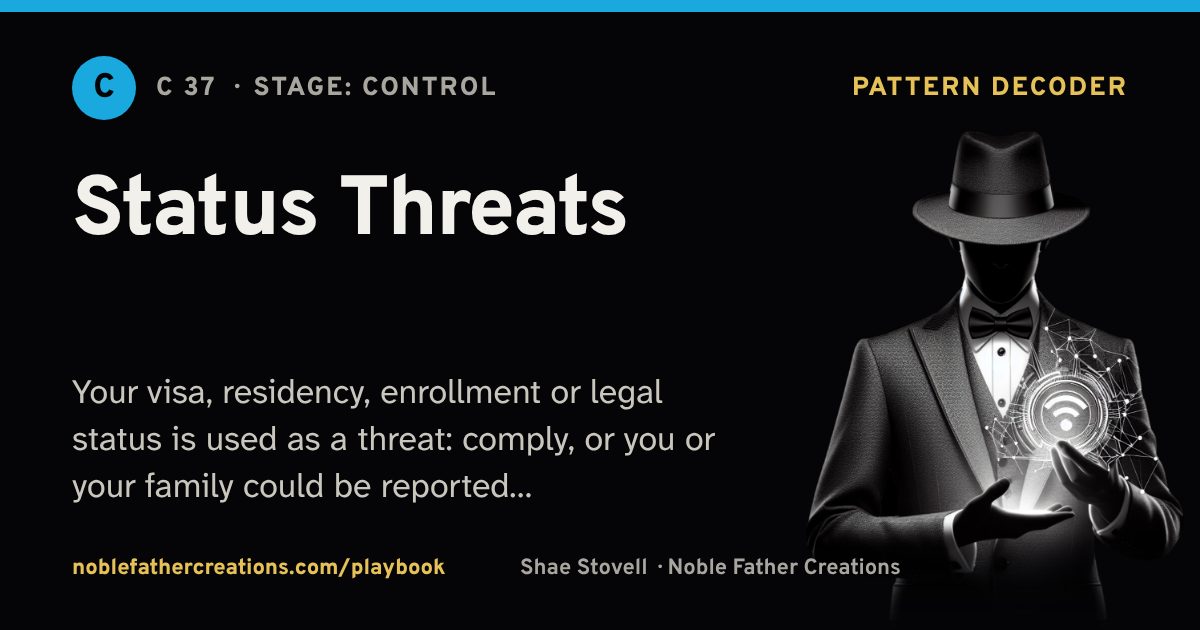 C
C 37 · STAGE: CONTROL
PATTERN DECODER
Status Threats
Your visa, residency, enrollment or legal
status is used as a threat: comply, or you or
your family could be reported...
noblefathercreations.com/playbook
Shae Stovell · Noble Father Creations